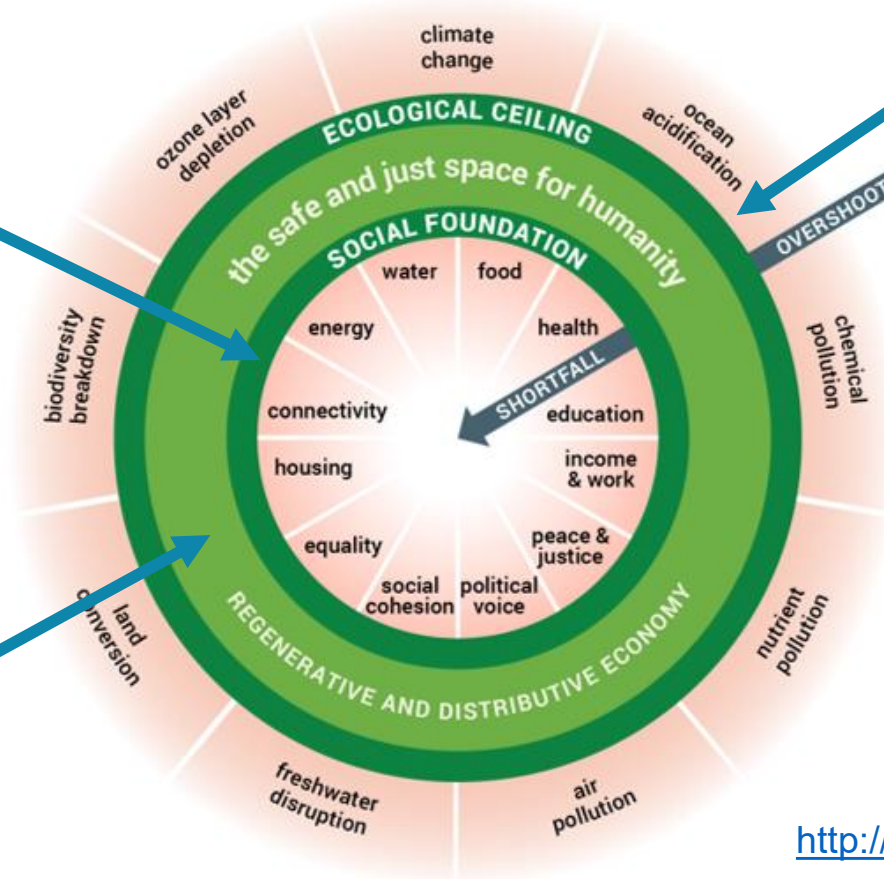 climate
change
ozone layer
depletion
ocean
acidification
ECOLOGICAL CEILING
OVERSHOOT
the safe and just space for humanity
SOCIAL FOUNDATION
water
food
energy
health
SHORTFALL
biodiversity
breakdown
chemical
pollution
connectivity
education
housing
income
& work
equality
peace &
justice
social
cohesion
political
voice
land
conversion
nutrient
pollution
REGENERATIVE AND DISTRIBUTIVE ECONOMY
freshwater
disruption
air
pollution
http://